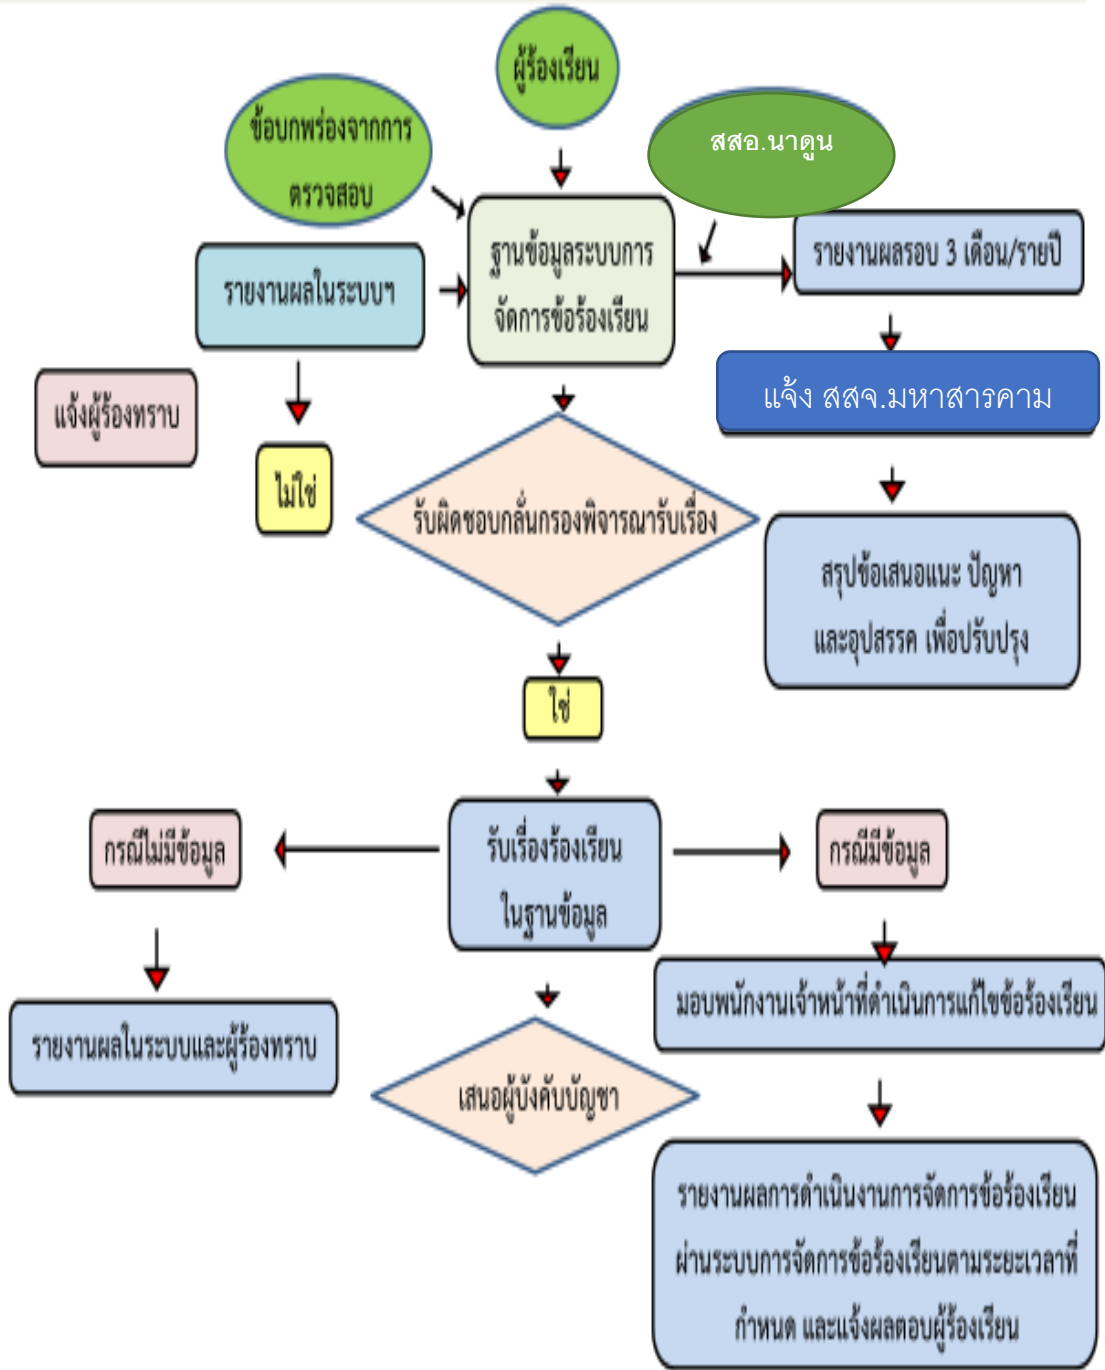 ผู้ร้องเรียน
ข้อบกพร่องจากการ
ตรวจสอบ
สสอ.นาดูน
ฐานข้อมูลระบบการ
จัดการข้อร้องเรียน
รายงานผลรอบ 3 เดือน/รายปี
รายงานผลในระบบฯ
แจ้ง สสจ.มหาสารคาม
แจ้งผู้ร้องทราบ
ไม่ใช่
รับผิดชอบกลั่นกรองพิจารณารับเรื่อง
สรุปข้อเสนอแนะ ปัญหา
และอุปสรรค เพื่อปรับปรุง
ใช่
กรณีไม่มีข้อมูล
รับเรื่องร้องเรียน
ในฐานข้อมูล
กรณีมีข้อมูล
รายงานผลในระบบและผู้ร้องทราบ
มอบพนักงานเจ้าหน้าที่ดำเนินการแก้ไขข้อร้องเรียน
เสนอผู้บังคับบัญชา
รายงานผลการดำเนินงานการจัดการข้อร้องเรียน
ผ่านระบบการจัดการข้อร้องเรียนตามระยะเวลาที่
กำหนด และแจ้งผลตอบผู้ร้องเรียน